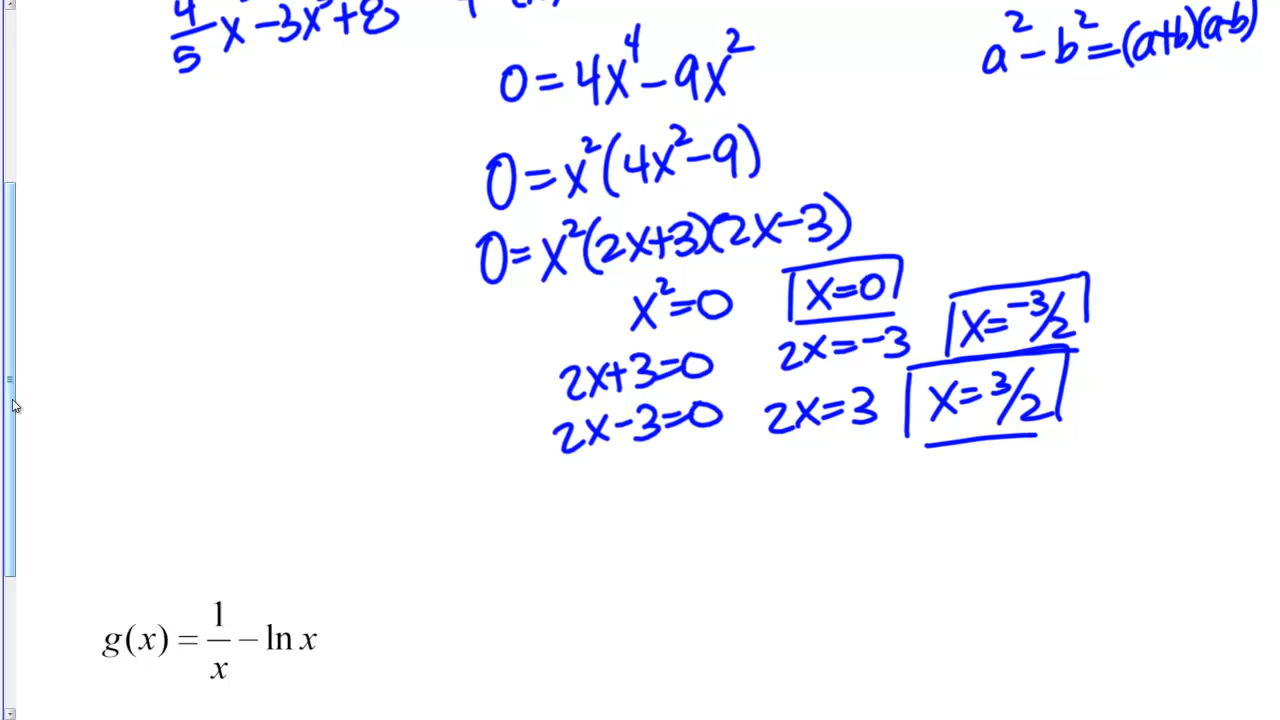 4/5 x -3x +8
a²-b²=(a+b)(a-b)
0=4x⁴-9x²
0=x²(4x²-9)
0=x²(2x+3)(2x-3)
x²=0 x=0
2x+3=0 2x=-3 x=-3/2
2x-3=0 2x=3 x=3/2
g(x) = 1/x - ln x